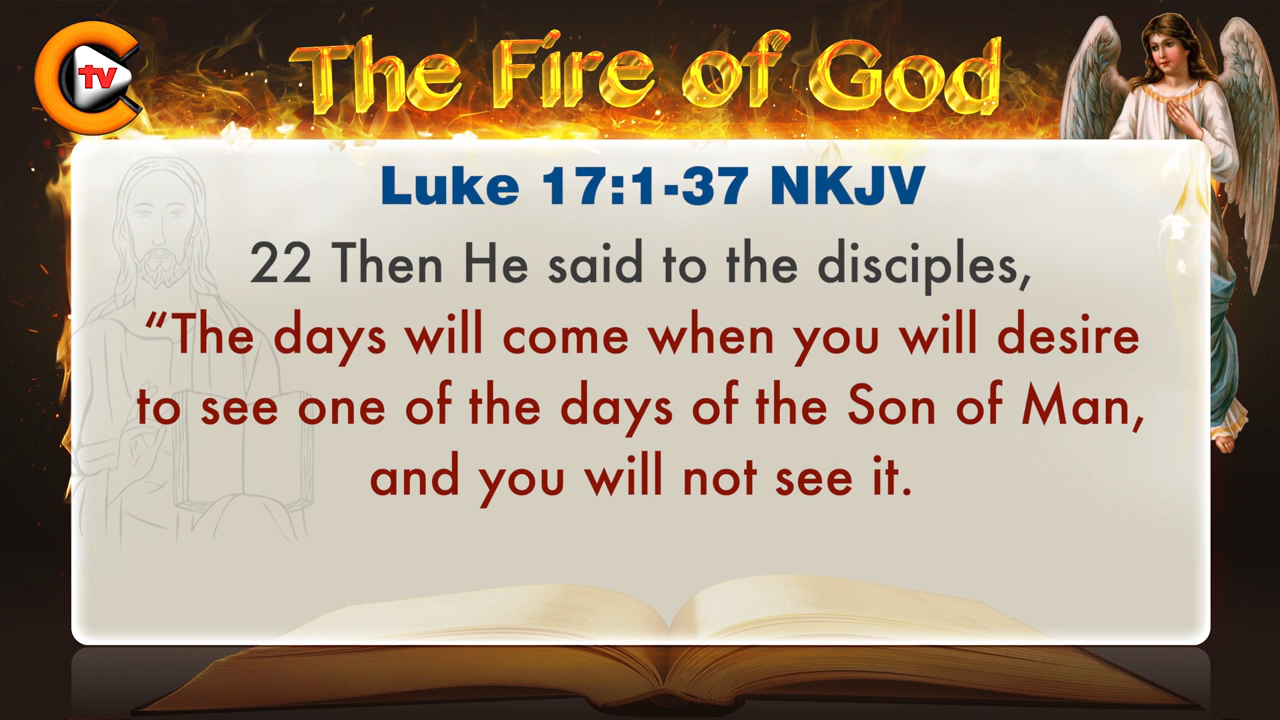 tv
The Fire of God
Luke 17:1-37 NKJV
22 Then He said to the disciples,
“The days will come when you will desire
to see one of the days of the Son of Man,
and you will not see it.